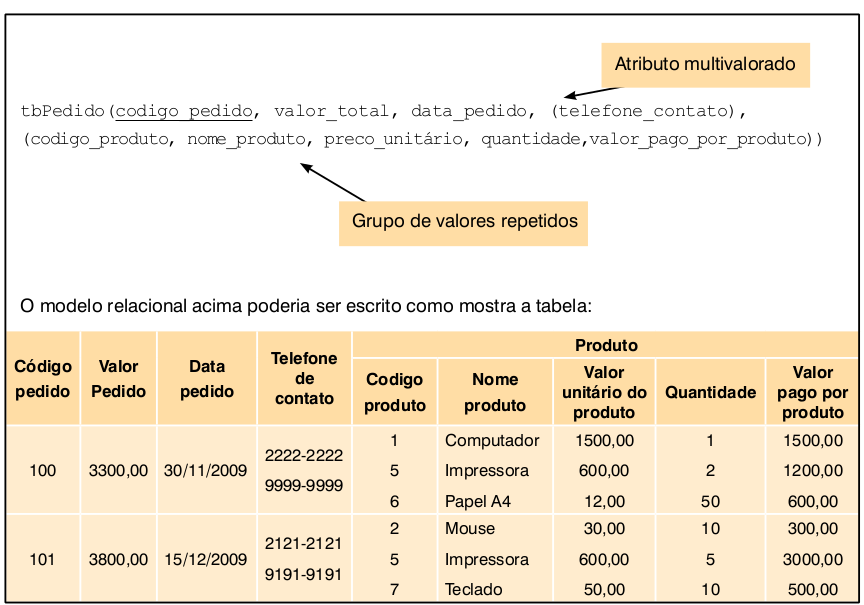 Atributo multivalorado
tbPedido(codigo pedido, valor_total, data_pedido, (telefone_contato),
(codigo_produto, nome_produto, preco_unitário, quantidade,valor_pago_por_produto))
Grupo de valores repetidos
O modelo relacional acima poderia ser escrito como mostra a tabela:
Código pedido Valor Pedido Data pedido Telefone de contato Produto
Codigo produto Nome produto Valor unitário do produto Quantidade Valor pago por produto
100 3300,00 30/11/2009 2222-2222 9999-9999
1 Computador 1500,00 1 1500,00
5 Impressora 600,00 2 1200,00
6 Papel A4 12,00 50 600,00
101 3800,00 15/12/2009 2121-2121 9191-9191
2 Mouse 30,00 10 300,00
5 Impressora 600,00 5 3000,00
7 Teclado 50,00 10 500,00